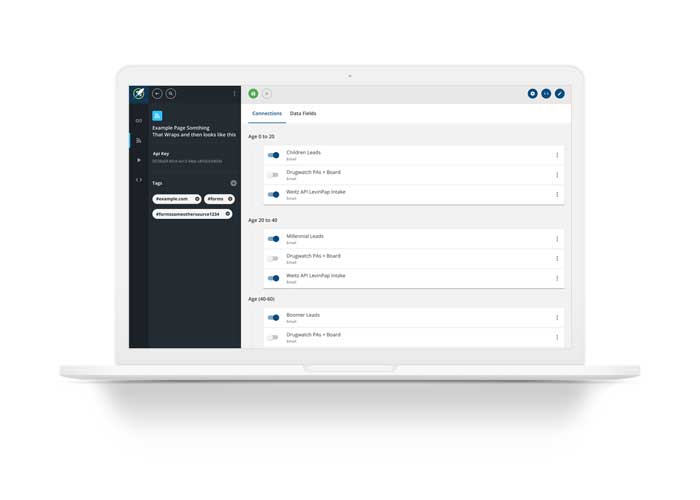 Example Page Somthing
That Wraps and then looks like this
Api Key
Tags
#example.com
#forms
#formssomeothersource1234
Connections
Data Fields
Age 0 to 20
Children Leads
Email
Drugwatch PAs + Board
Email
Weitz API LevinPap Intake
Email
Age 20 to 40
Millennial Leads
Email
Drugwatch PAs + Board
Email
Weitz API LevinPap Intake
Email
Age (40-60)
Boomer Leads
Email
Drugwatch PAs + Board
Email